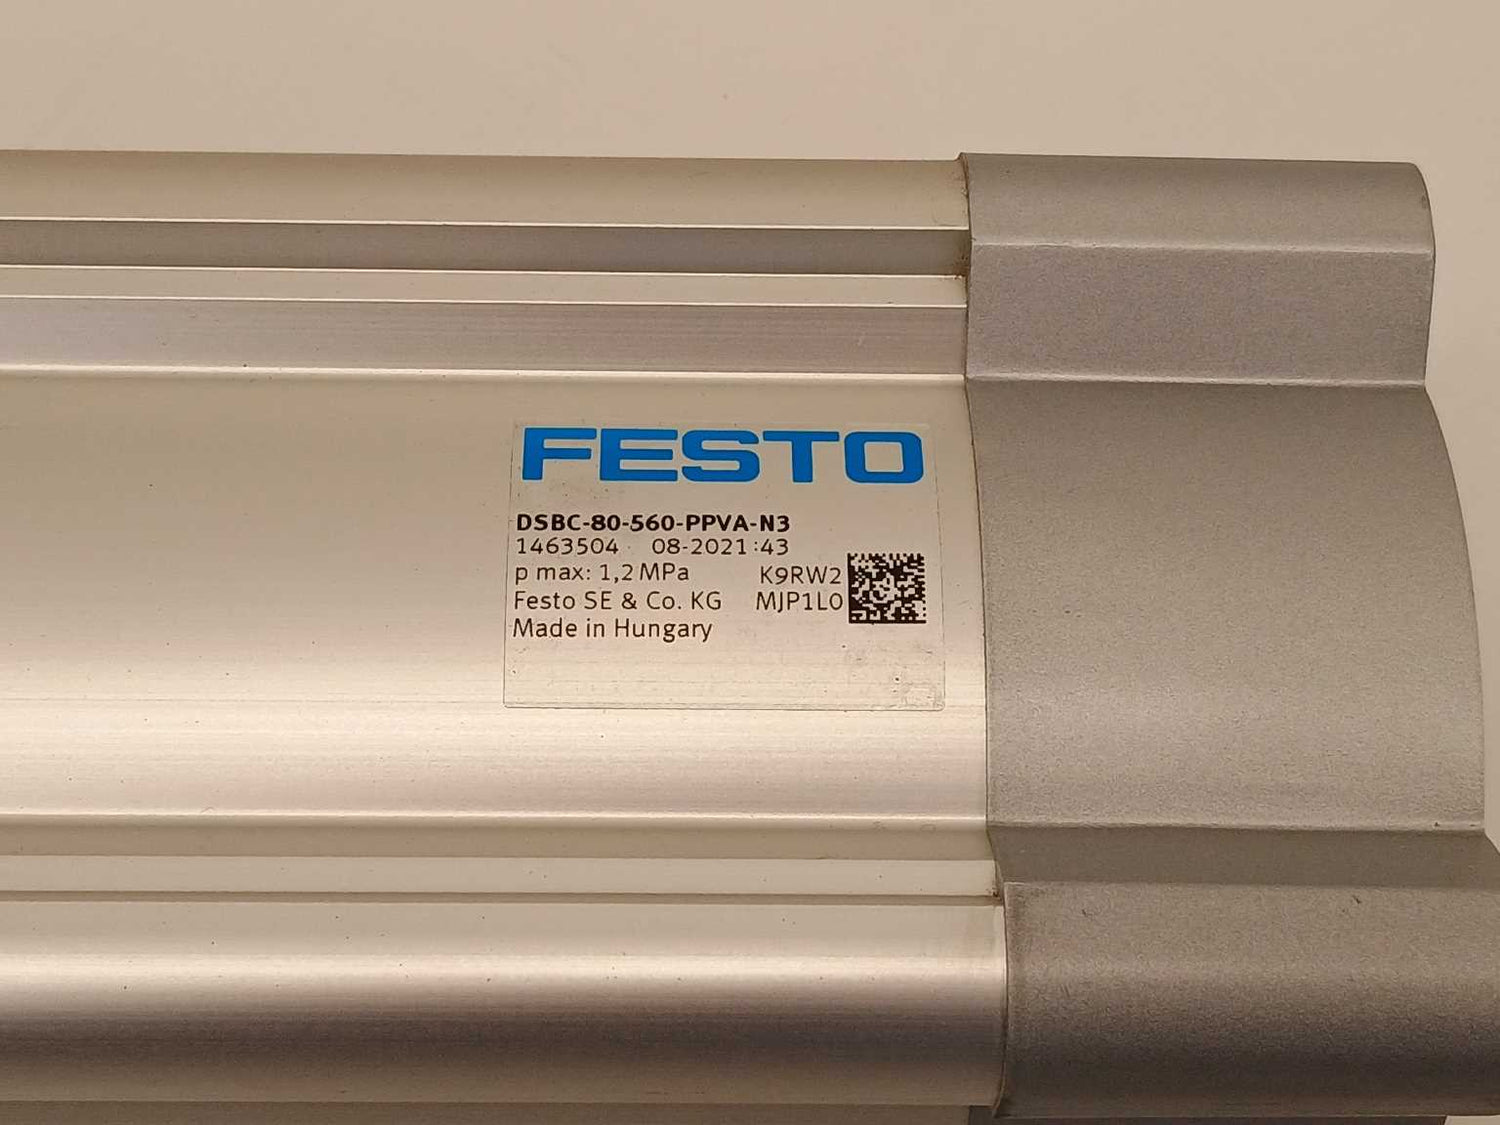 FESTO
DSBC-80-560-PPVA-N3
1463504 08-2021:43
p max: 1,2 MPa K9RW2
Festo SE & Co. KG MJP1L0
Made in Hungary